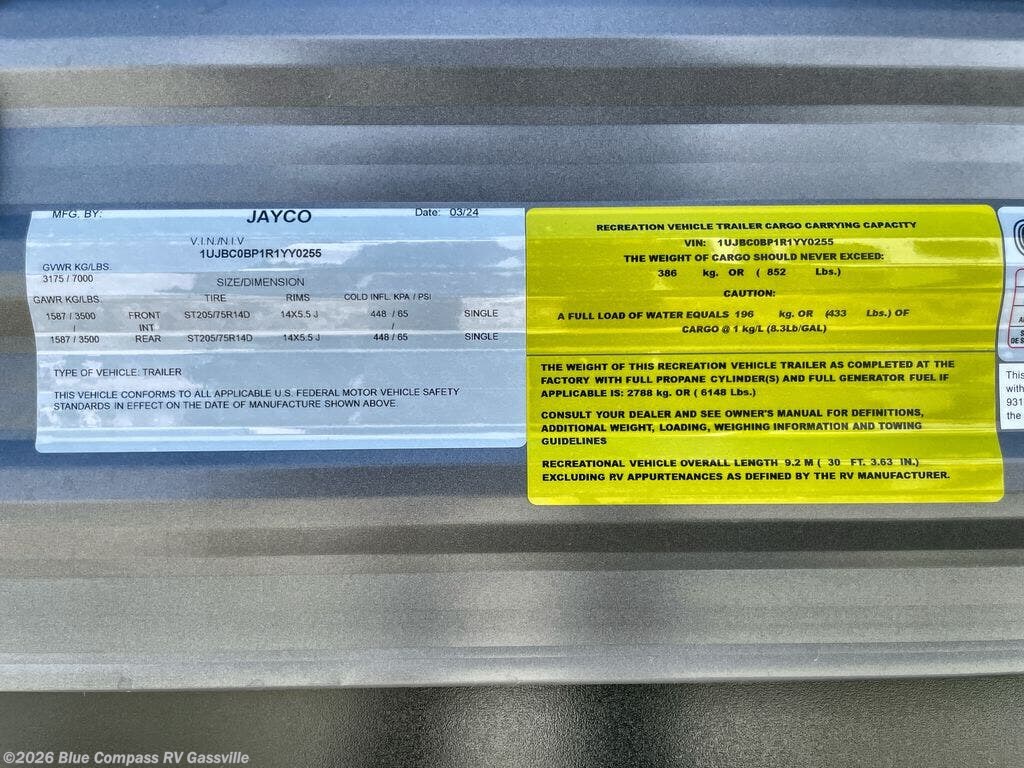 MFG. BY: JAYCO Date: 03/24
V.I.N./N.I.V
1UJBC0BP1R1YY0255
GVWR KG/LBS.
3175 / 7000
SIZE/DIMENSION
GAWR KG/LBS. TIRE RIMS COLD INFL. KPA / PSI
1587 / 3500 FRONT ST205/75R14D 14X5.5 J 448 / 65 SINGLE
/ INT /
1587 / 3500 REAR ST205/75R14D 14X5.5 J 448 / 65 SINGLE
TYPE OF VEHICLE: TRAILER
THIS VEHICLE CONFORMS TO ALL APPLICABLE U.S. FEDERAL MOTOR VEHICLE SAFETY
STANDARDS IN EFFECT ON THE DATE OF MANUFACTURE SHOWN ABOVE.
RECREATION VEHICLE TRAILER CARGO CARRYING CAPACITY
VIN: 1UJBC0BP1R1YY0255
THE WEIGHT OF CARGO SHOULD NEVER EXCEED:
386 kg. OR ( 852 Lbs.)
CAUTION:
A FULL LOAD OF WATER EQUALS 196 kg. OR (433 Lbs.) OF
CARGO @ 1 kg/L (8.3Lb/GAL)
THE WEIGHT OF THIS RECREATION VEHICLE TRAILER AS COMPLETED AT THE
FACTORY WITH FULL PROPANE CYLINDER(S) AND FULL GENERATOR FUEL IF
APPLICABLE IS: 2788 kg. OR ( 6148 Lbs.)
CONSULT YOUR DEALER AND SEE OWNER'S MANUAL FOR DEFINITIONS,
ADDITIONAL WEIGHT, LOADING, WEIGHING INFORMATION AND TOWING
GUIDELINES
RECREATIONAL VEHICLE OVERALL LENGTH 9.2 M ( 30 FT. 3.63 IN.)
EXCLUDING RV APPURTENANCES AS DEFINED BY THE RV MANUFACTURER.
This
with
931
the
©2026 Blue Compass RV Gassville